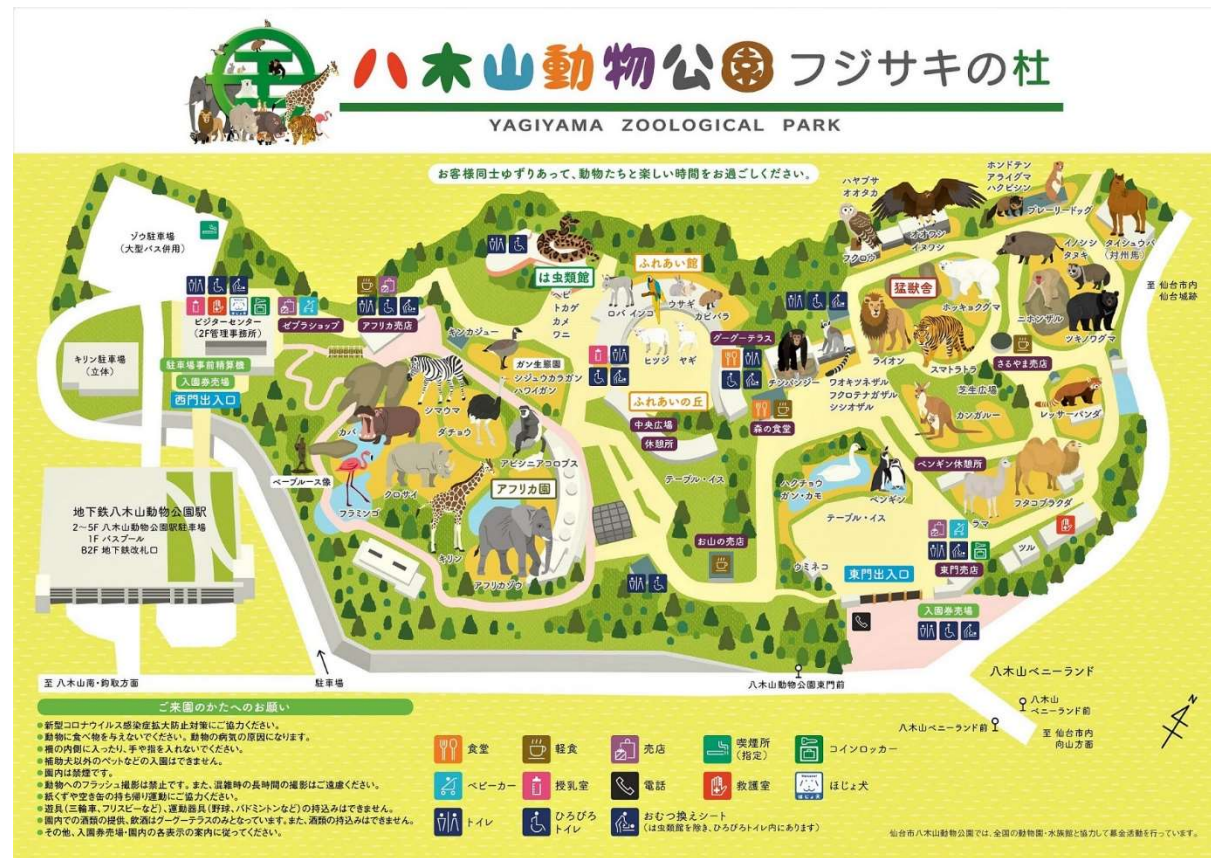 八木山動物公園 フジサキの杜
YAGIYAMA ZOOLOGICAL PARK
お客様同士ゆずりあって、動物たちと楽しい時間をお過ごしください。
ゾウ駐車場
(大型バス併用)
キリン駐車場
(立体)
ビジターセンター
(2F管理事務所)
駐車場事前精算機
入園券売場
西門出入口
ゼブラショップ
アフリカ売店
地下鉄八木山動物公園駅
2~5F 八木山動物公園駅駐車場
1F バスプール
B2F 地下鉄改札口
ベーブルース像
カバ
シマウマ
ダチョウ
フラミンゴ
クロサイ
キリン
アフリカゾウ
アビシニアコロブス
アフリカ園
キンカジュー
ガン生態園
シジュウカラガン
ハワイガン
は虫類館
ヘビ
トカゲ
カメ
ワニ
ふれあい館
ロバ
インコ
ウサギ
カピバラ
ヒツジ
ヤギ
ふれあいの丘
中央広場
休憩所
テーブル・イス
お山の売店
グーグーテラス
森の食堂
チンパンジー
ワオキツネザル
フクロテナガザル
シシオザル
ハヤブサ
オオタカ
フクロウ
オオワシ
イヌワシ
ホンドテン
アライグマ
ハクビシン
プレーリードッグ
イノシシ
タヌキ
タイシュウバ
(対州馬)
猛獣舎
ホッキョクグマ
ライオン
スマトラトラ
ニホンザル
ツキノワグマ
さるやま売店
芝生広場
カンガルー
レッサーパンダ
ハクチョウ
ガン・カモ
ペンギン
ペンギン休憩所
テーブル・イス
ラマ
フタコブラクダ
ウミネコ
ツル
東門出入口
東門売店
入園券売場
至 仙台市内
仙台城跡
至 八木山南・鈎取方面
駐車場
八木山動物公園東門前
八木山ベニーランド
八木山
ベニーランド前
八木山ベニーランド前
至 仙台市内
向山方面
N
ご来園のかたへのお願い
●新型コロナウイルス感染症拡大防止対策にご協力ください。
●動物に食べ物を与えないでください。動物の病気の原因になります。
●柵の内側に入ったり、手や指を入れないでください。
●補助犬以外のペットなどの入園はできません。
●園内は禁煙です。
●動物へのフラッシュ撮影は禁止です。また、混雑時の長時間の撮影はご遠慮ください。
●紙くずや空き缶の持ち帰り運動にご協力ください。
●遊具(三輪車、フリスビーなど)、運動器具(野球、バドミントンなど)の持込みはできません。
●園内での酒類の提供、飲酒はグーグーテラスのみとなっています。また、酒類の持込みはできません。
●その他、入園券売場・園内の各表示の案内に従ってください。
食堂
軽食
売店
喫煙所
(指定)
コインロッカー
ベビーカー
授乳室
電話
救護室
ほじょ犬
トイレ
ひろびろ
トイレ
おむつ換えシート
(は虫類館を除き、ひろびろトイレ内にあります)
仙台市八木山動物公園では、全国の動物園・水族館と協力して募金活動を行っています。